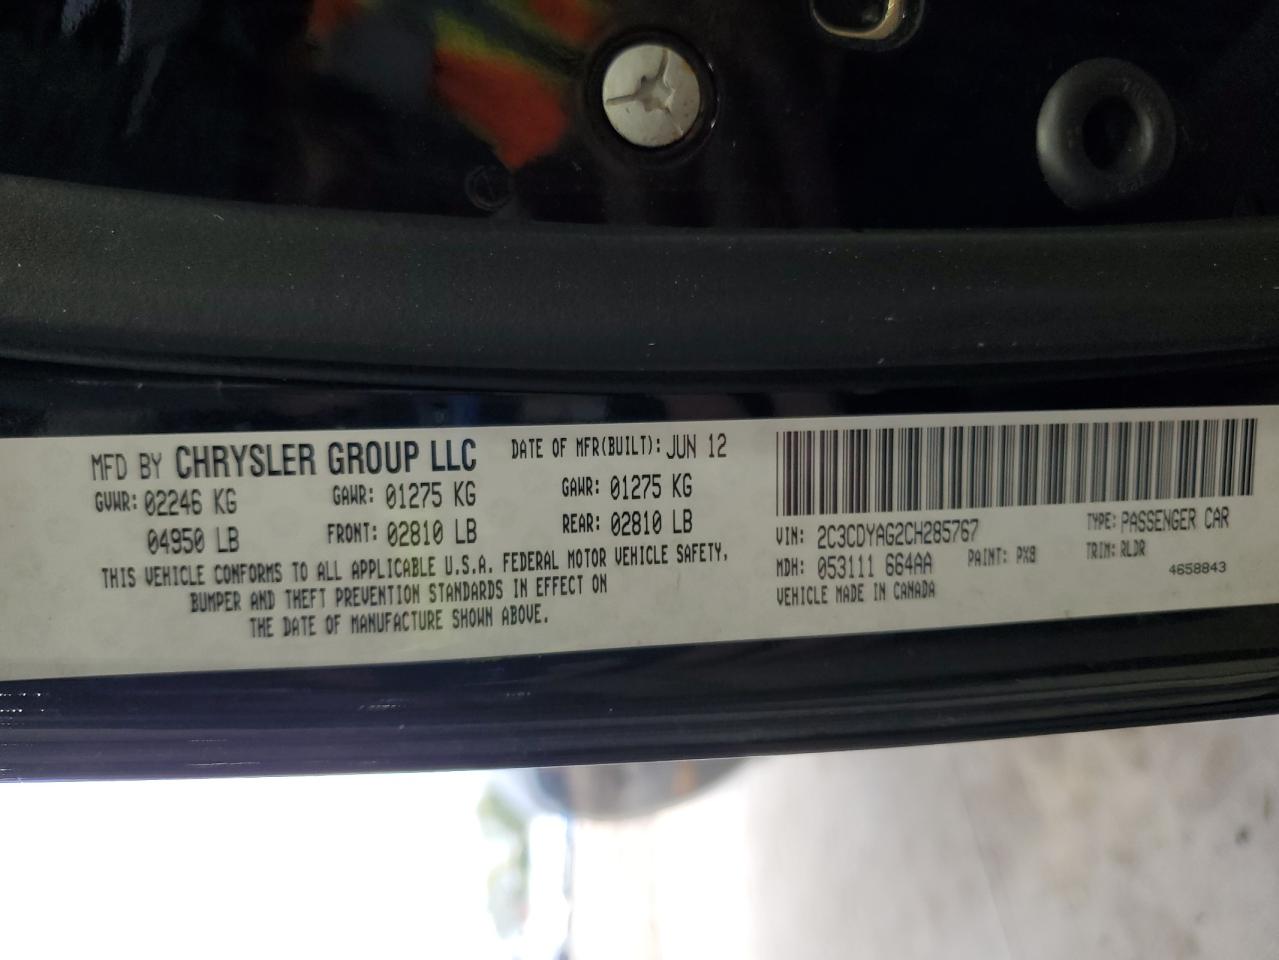 MFD BY CHRYSLER GROUP LLC
DATE OF MFR(BUILT): JUN 12
GVWR: 02246 KG
04950 LB
GAWR: 01275 KG
FRONT: 02810 LB
GAWR: 01275 KG
REAR: 02810 LB
THIS VEHICLE CONFORMS TO ALL APPLICABLE U.S.A. FEDERAL MOTOR VEHICLE SAFETY,
BUMPER AND THEFT PREVENTION STANDARDS IN EFFECT ON
THE DATE OF MANUFACTURE SHOWN ABOVE.
VIN: 2C3CDYAG2CH285767
TYPE: PASSENGER CAR
MDH: 053111 664AA
PAINT: PX8
TRIM: RLDR
VEHICLE MADE IN CANADA
4658843